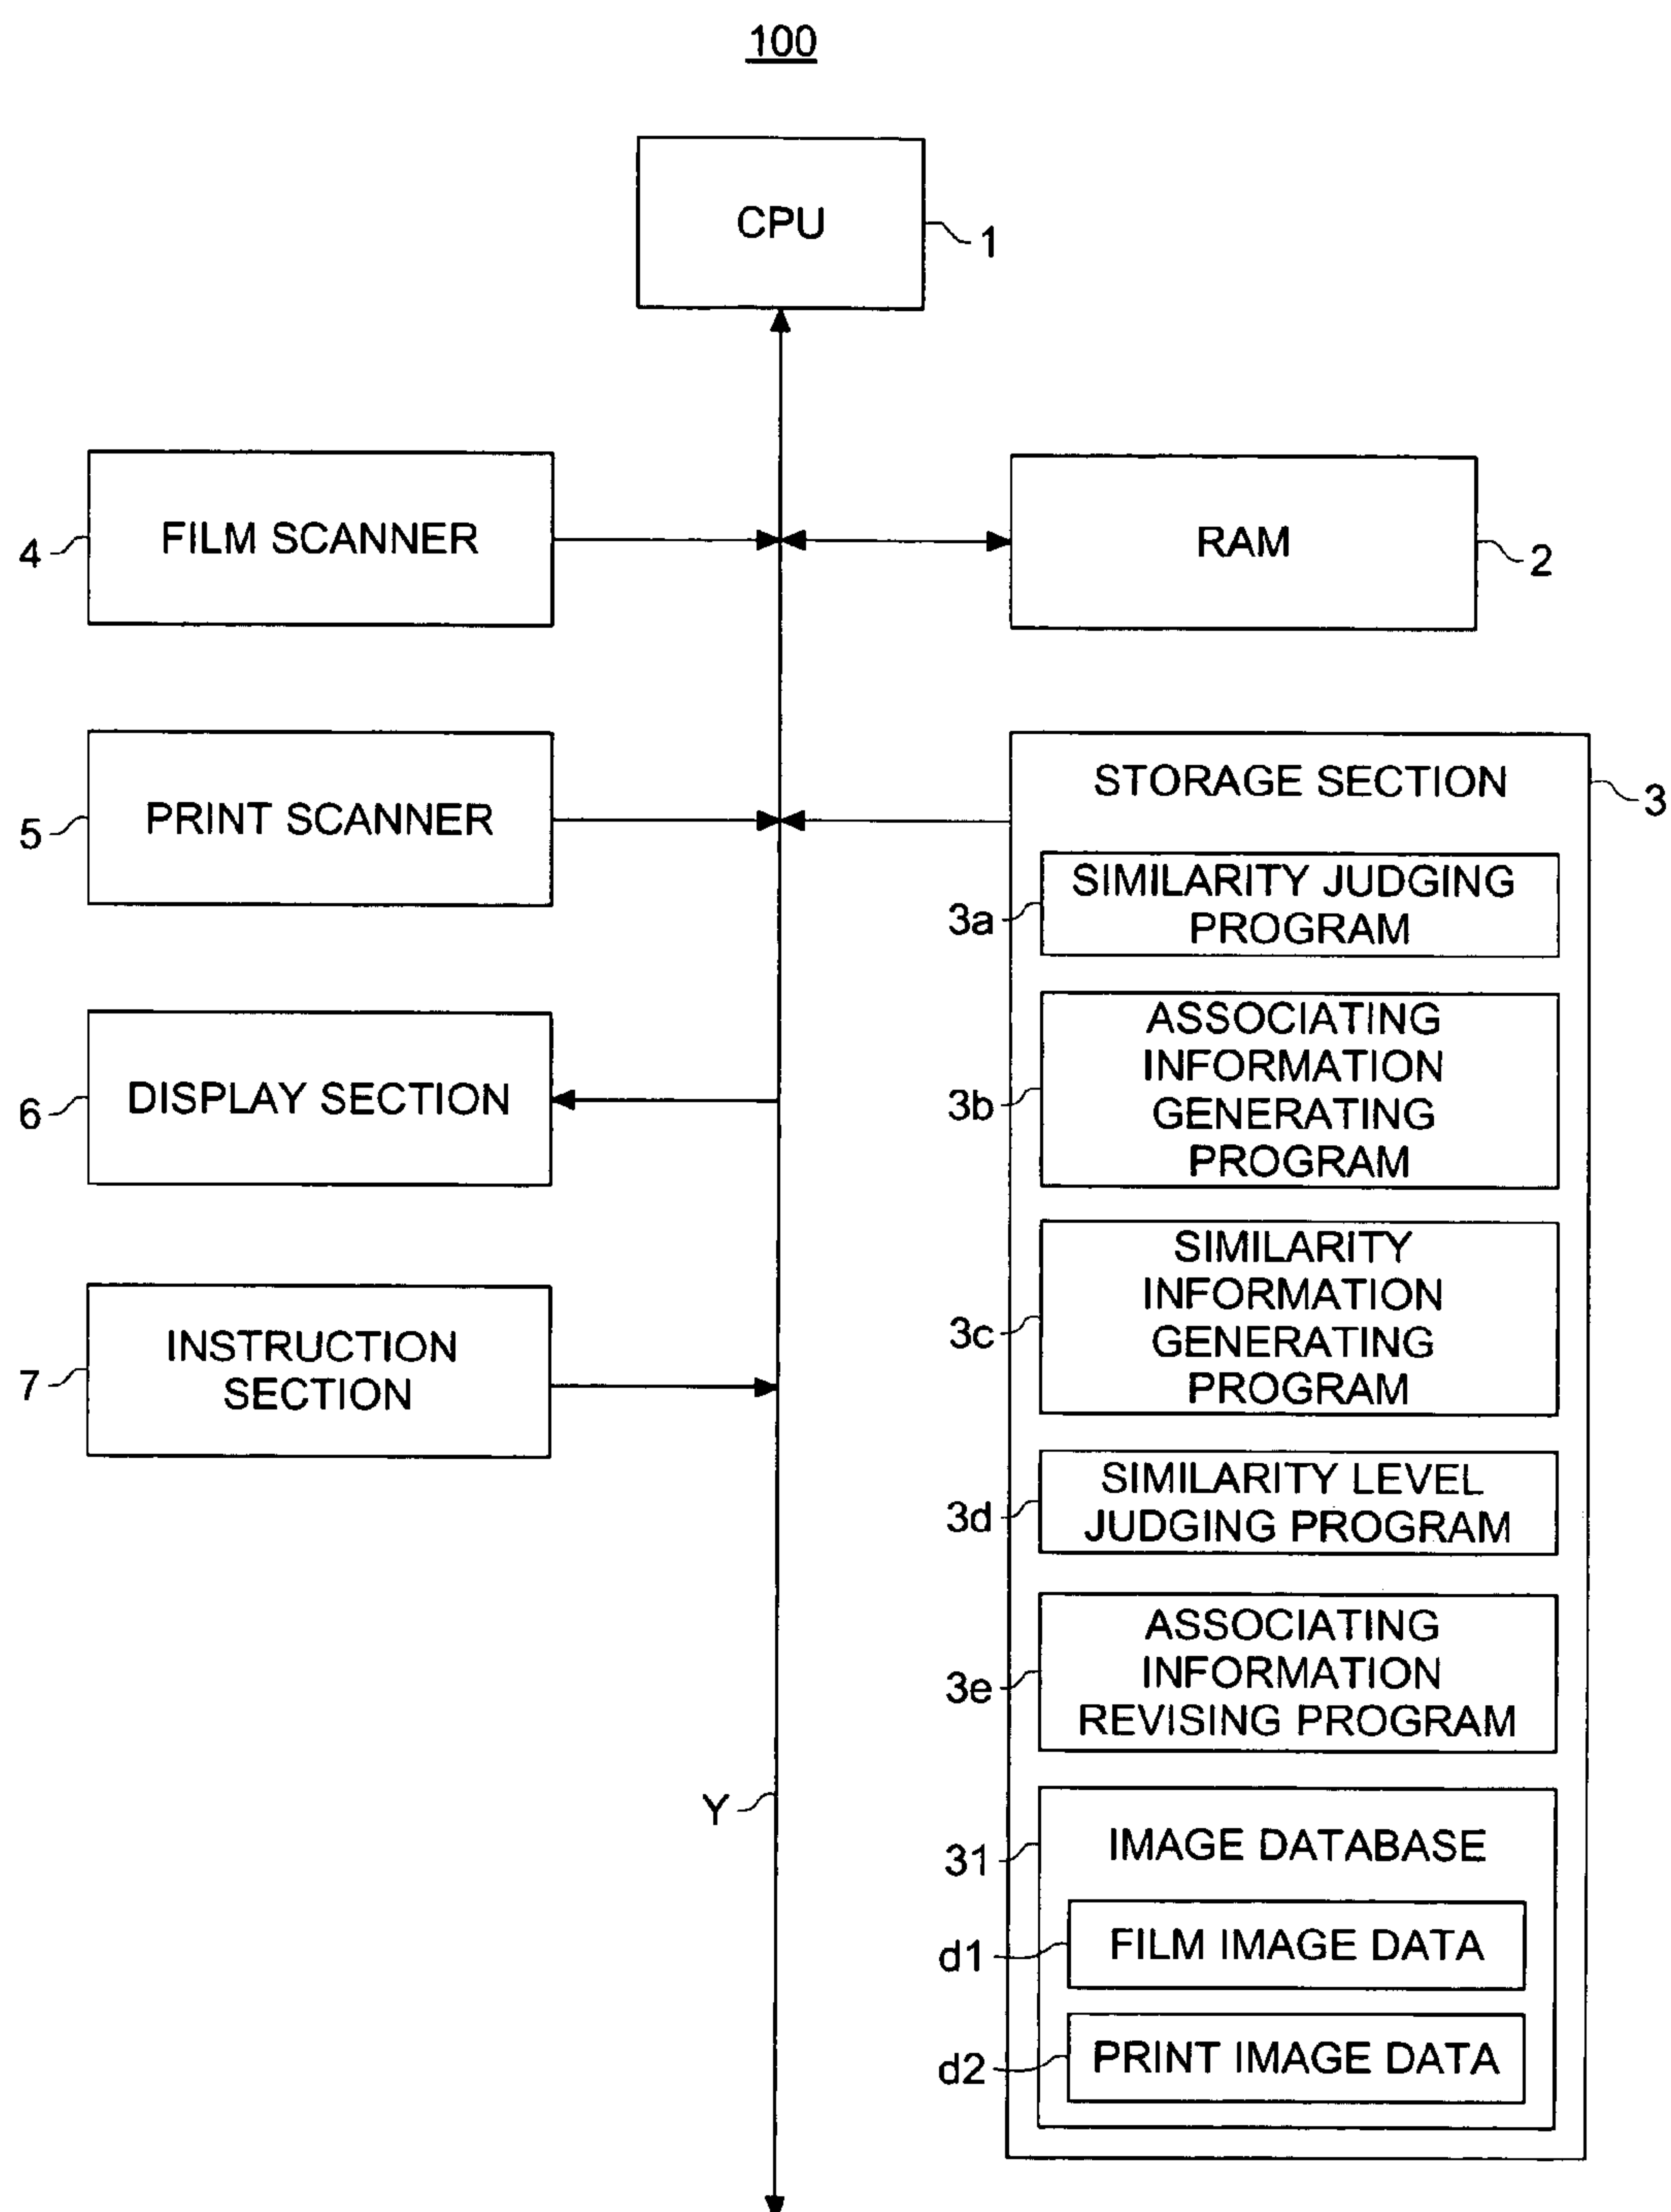 100
CPU
1
FILM SCANNER
4
RAM
2
PRINT SCANNER
5
STORAGE SECTION
3
SIMILARITY JUDGING
PROGRAM
3a
ASSOCIATING
INFORMATION
GENERATING
PROGRAM
3b
DISPLAY SECTION
6
SIMILARITY
INFORMATION
GENERATING
PROGRAM
3c
INSTRUCTION
SECTION
7
SIMILARITY LEVEL
JUDGING PROGRAM
3d
ASSOCIATING
INFORMATION
REVISING PROGRAM
3e
Y
IMAGE DATABASE
31
FILM IMAGE DATA
d1
PRINT IMAGE DATA
d2